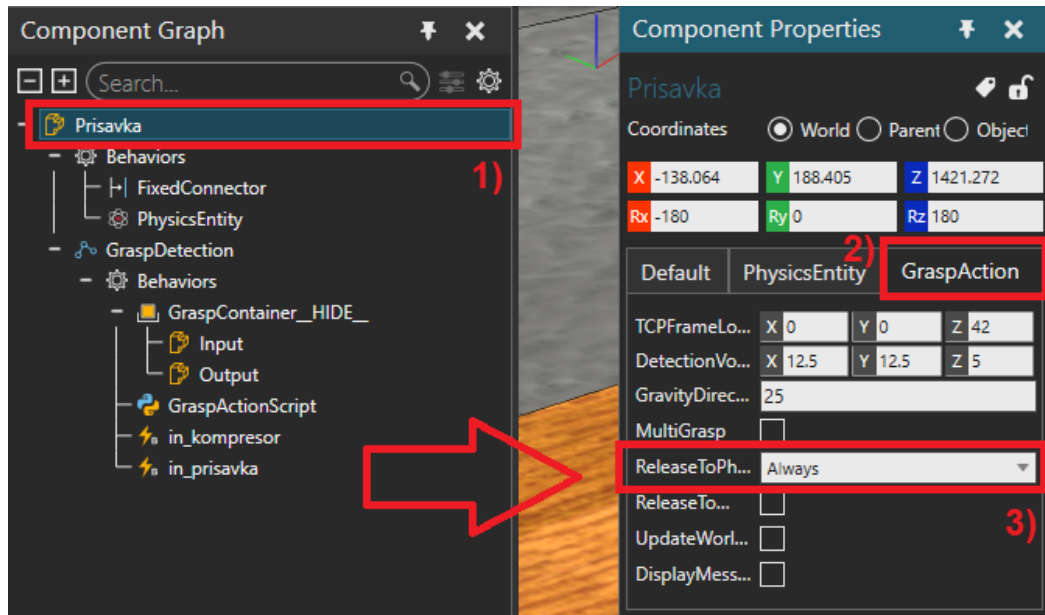 Component Graph
Search...
Prisavka
1)
Behaviors
FixedConnector
PhysicsEntity
GraspDetection
Behaviors
GraspContainer__HIDE__
Input
Output
GraspActionScript
in_kompresor
in_prisavka
Component Properties
Prisavka
Coordinates World Parent Object
X -138.064 Y 188.405 Z 1421.272
Rx -180 Ry 0 Rz 180
2)
Default PhysicsEntity GraspAction
TCPFrameLo... X 0 Y 0 Z 42
DetectionVo... X 12.5 Y 12.5 Z 5
GravityDirec... 25
MultiGrasp
ReleaseToPh... Always
ReleaseTo...
3)
UpdateWorl...
DisplayMess...